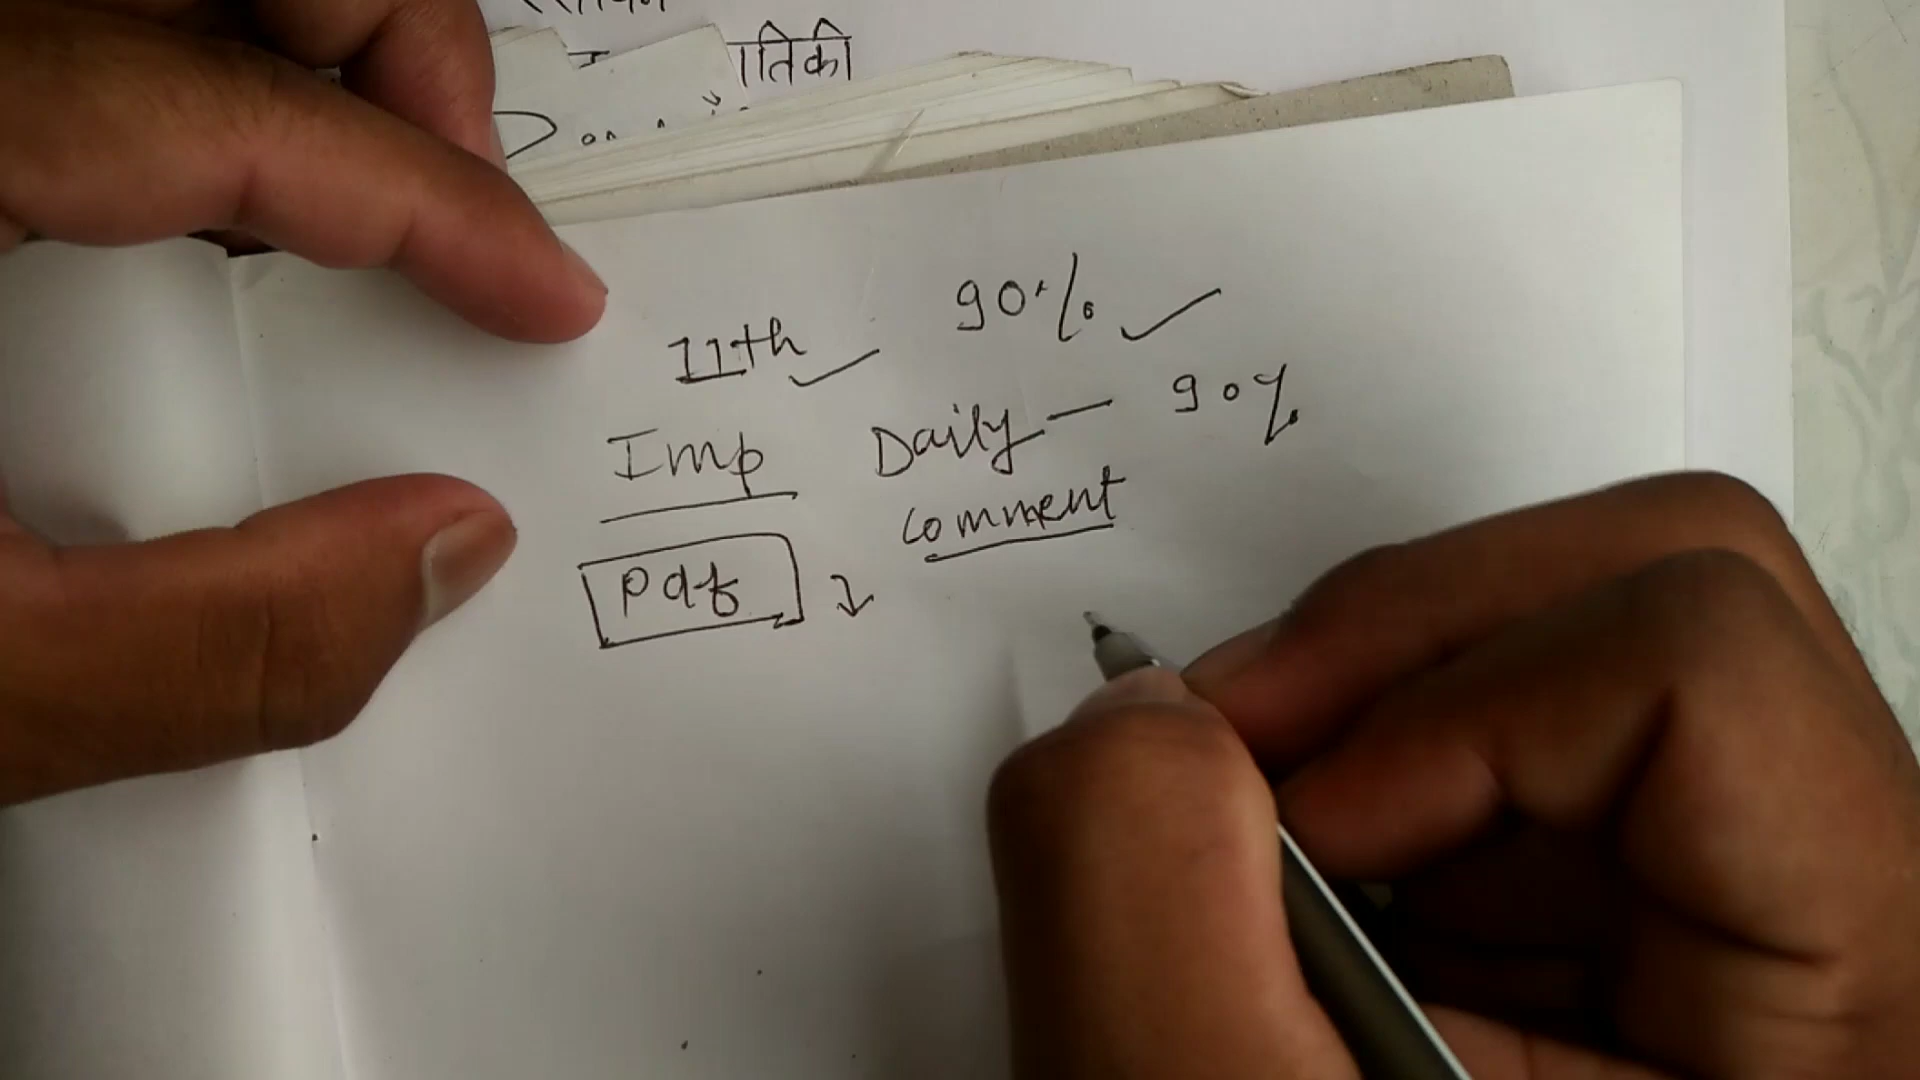 11th 90%
Imp Daily — 90%
comment
Pdf